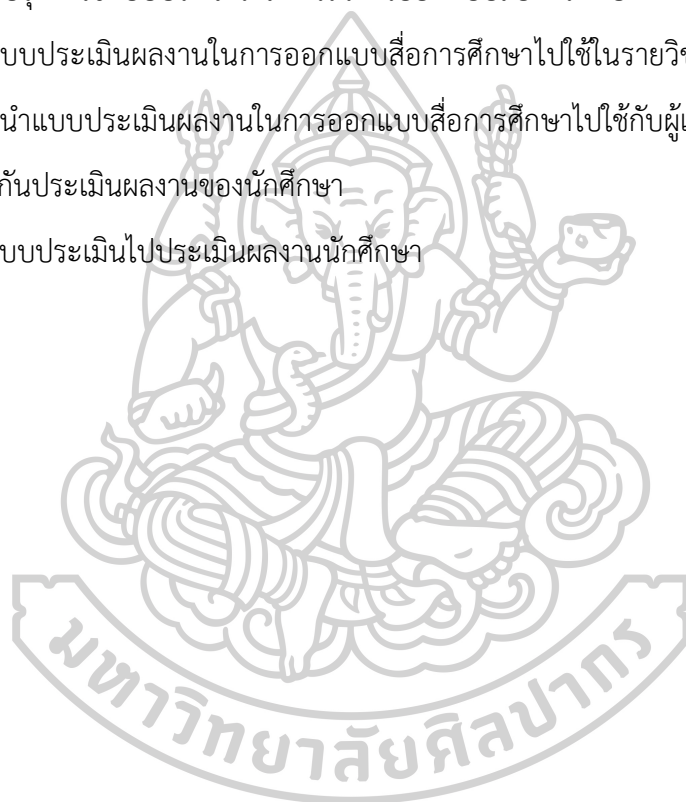 บบประเมินผลงานในการออกแบบสื่อการศึกษาไปใช้ในรายวิช
นำแบบประเมินผลงานในการออกแบบสื่อการศึกษาไปใช้กับผู้เ
กันประเมินผลงานของนักศึกษา
บบประเมินไปประเมินผลงานนักศึกษา
มหาวิทยาลัยศิลปากร